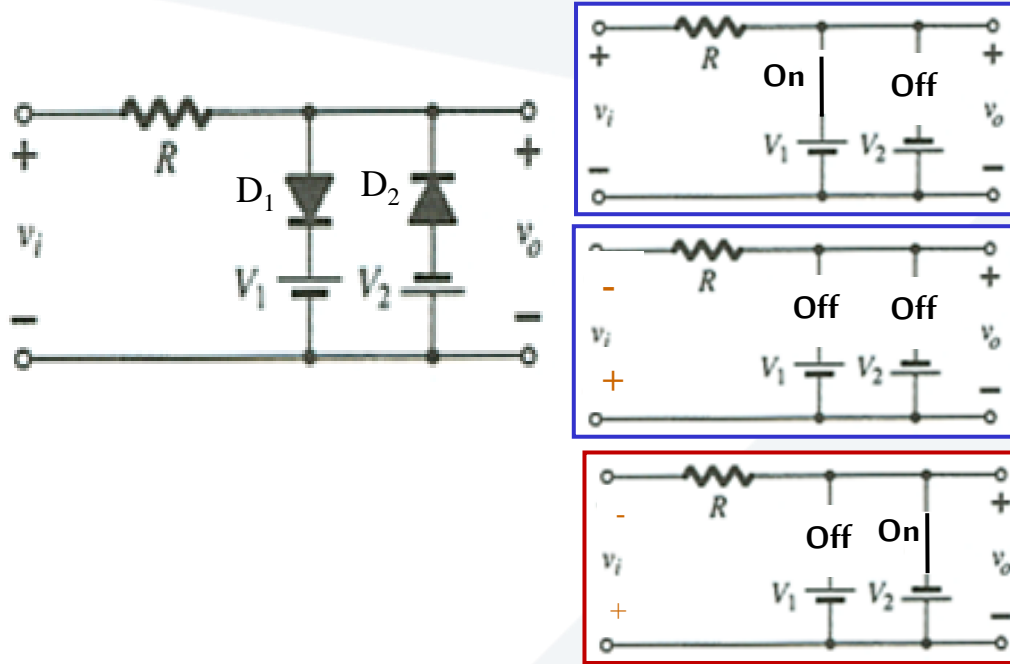 R
D₁
D₂
+
+
vᵢ
vₒ
V₁
V₂
−
−
R
+
+
On
Off
vᵢ
vₒ
V₁
V₂
−
−
R
-
+
Off
Off
vᵢ
vₒ
V₁
V₂
+
−
R
-
+
Off
On
vᵢ
vₒ
V₁
V₂
+
−